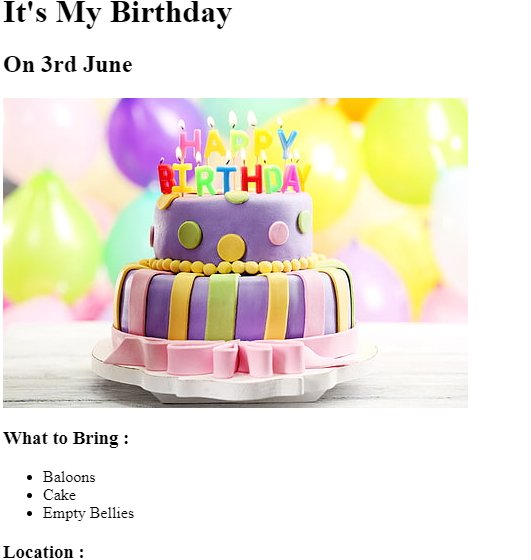 It's My Birthday
On 3rd June
HAPPY
BIRTHDAY
What to Bring :
Baloons
Cake
Empty Bellies
Location :